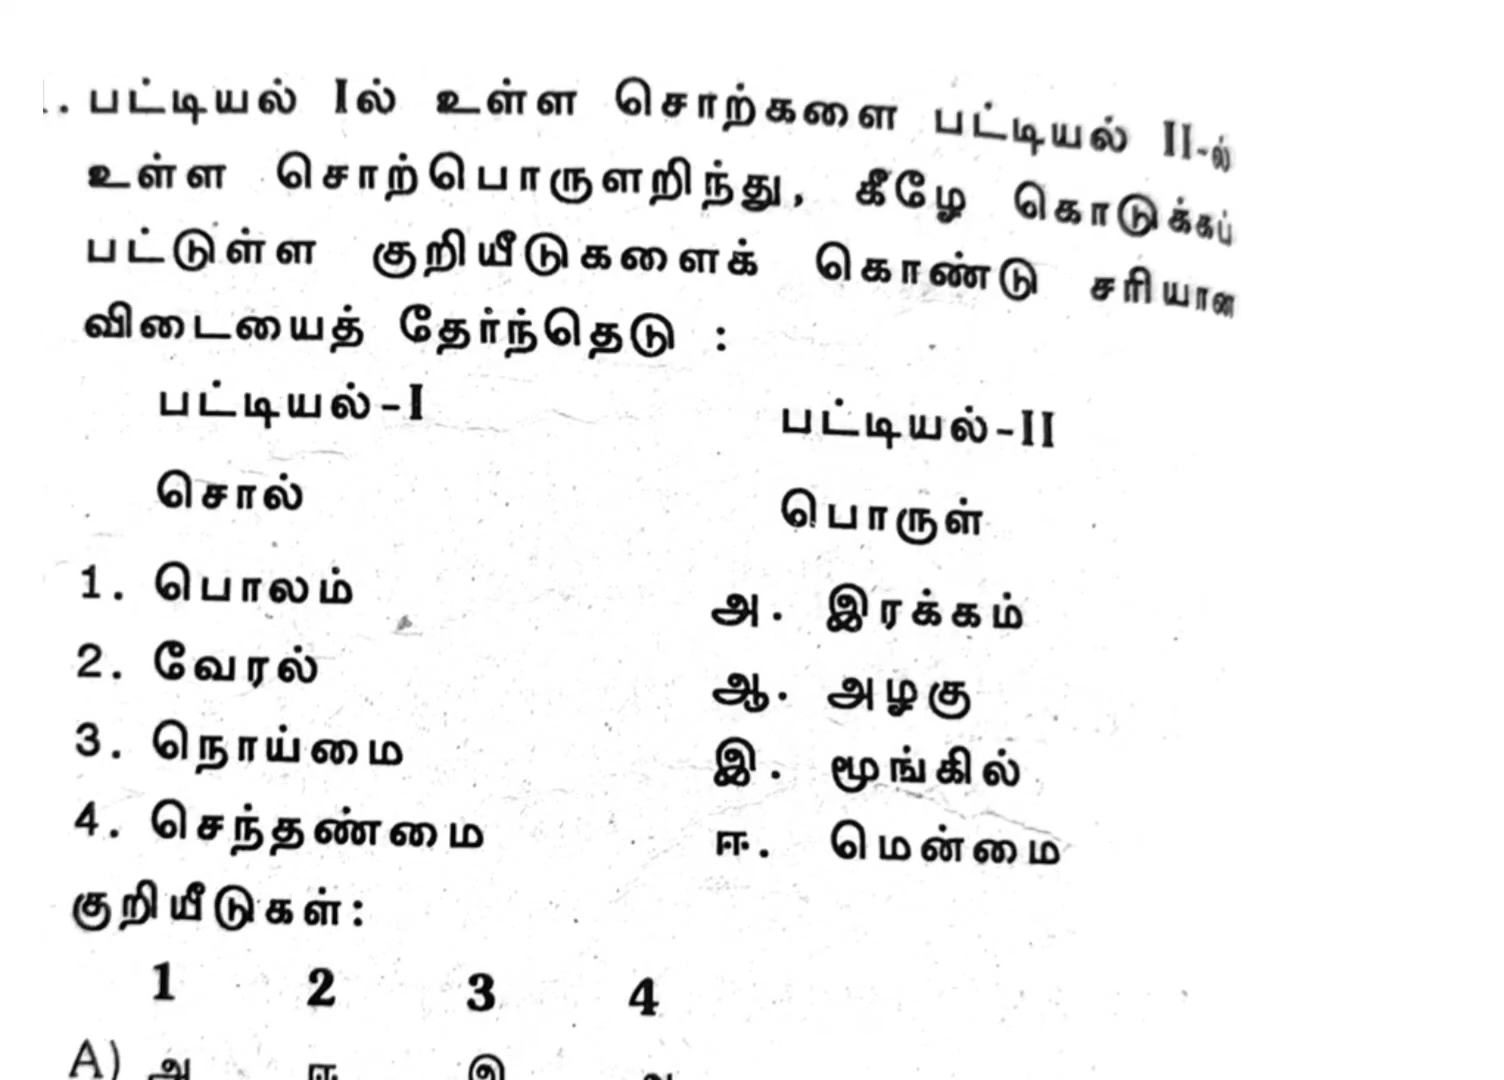 . பட்டியல் Iல் உள்ள சொற்களை பட்டியல் II-ல்
உள்ள சொற்பொருளறிந்து, கீழே கொடுக்கப்
பட்டுள்ள குறியீடுகளைக் கொண்டு சரியான
விடையைத் தேர்ந்தெடு :
பட்டியல்-I பட்டியல்-II
சொல் பொருள்
1. பொலம் அ. இரக்கம்
2. வேரல் ஆ. அழகு
3. நொய்மை இ. மூங்கில்
4. செந்தண்மை ஈ. மென்மை
குறியீடுகள்:
1 2 3 4
A) ஈ இ